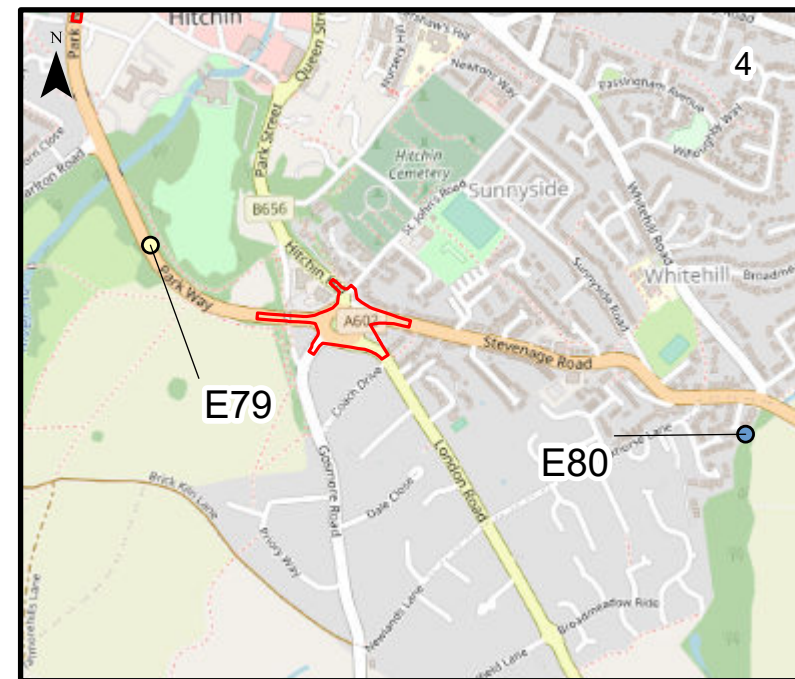 Hitchin
4
N
Park
Queen Street
Nursery Hill
Newtons Way
Passingham Avenue
Willoughby Way
Road
Park Street
Hitchin
Cemetery
Sunnyside
St. John's Road
B656
Whitehill Road
Hitchin
Whitehill
Sunnyside Road
Park Way
A602
Stevenage Road
E79
E80
Coach Drive
London Road
Gosmore Road
Dale Close
Brick Kiln Lane
Priory Way
Newlands Lane
Broadmeadow Ride
Lane